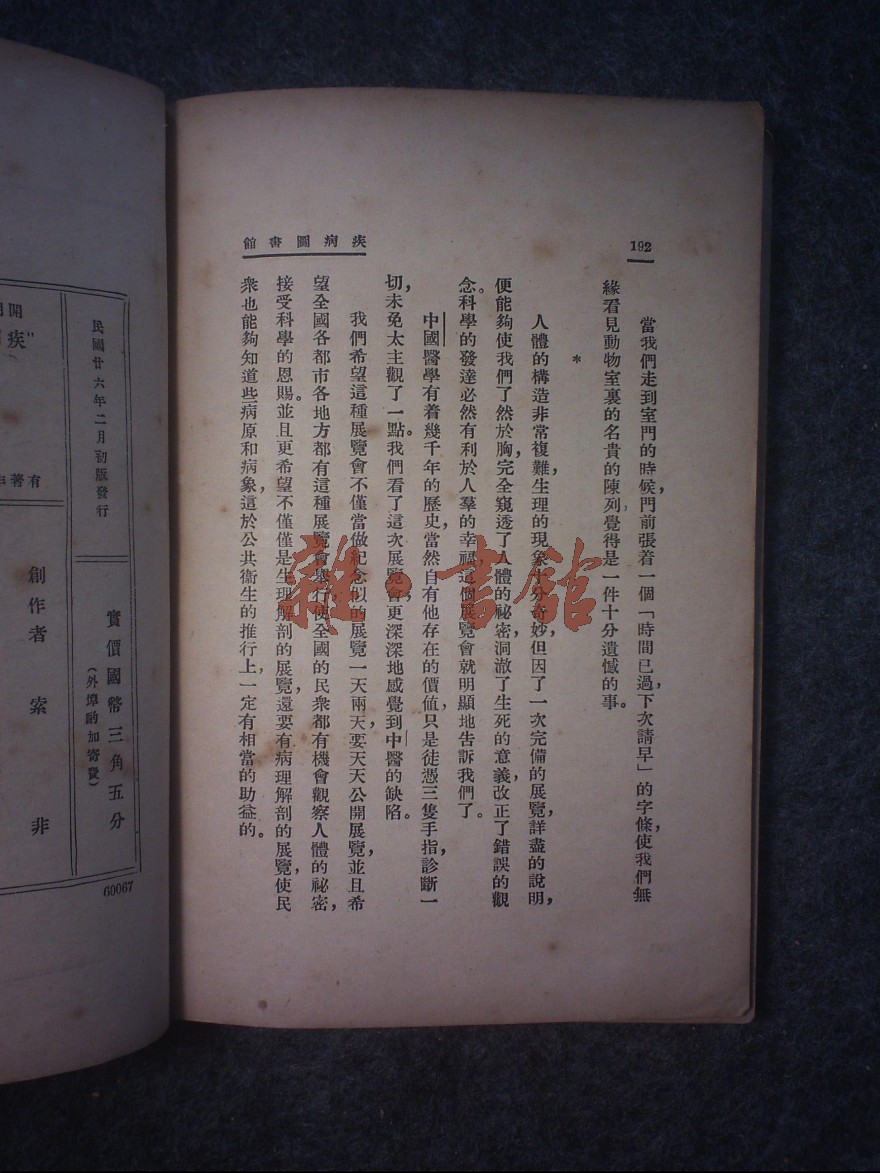 192
疾病圖書館
當我們走到室門的時候，門前張着一個「時間已過，下次請早」的字條，使我們無
緣看見動物室裏的名貴的陳列，覺得是一件十分遺憾的事。
*
人體的構造非常複雜，生理的現象十分奇妙，但因了一次完備的展覽，詳盡的說明，
便能夠使我們了然於胸，完全窺透了人體的祕密，洞澈了生死的意義，改正了錯誤的觀
念。科學的發達必然有利於人羣的幸福，這個展覽會就明顯地告訴我們了。
中國醫學有着幾千年的歷史，當然自有他存在的價值，只是徒憑三隻手指診斷一
切，未免太主觀了一點。我們看了這次展覽會，更深深地感覺到中醫的缺陷。
我們希望這種展覽會不僅當做紀念似的展覽一天兩天，要天天公開展覽，並且希
望全國各都市各地方都有這種展覽會舉行，使全國的民衆都有機會觀察人體的祕密，
接受科學的恩賜。並且更希望不僅僅是生理解剖的展覽，還要有病理解剖的展覽，使民
衆也能夠知道些病原和病象，這於公共衞生的推行上，一定有相當的助益的。
民國廿六年二月初版發行
實價國幣三角五分
（外埠酌加寄費）
開
"疾
有著
創作者 索非
60067
雜·書館